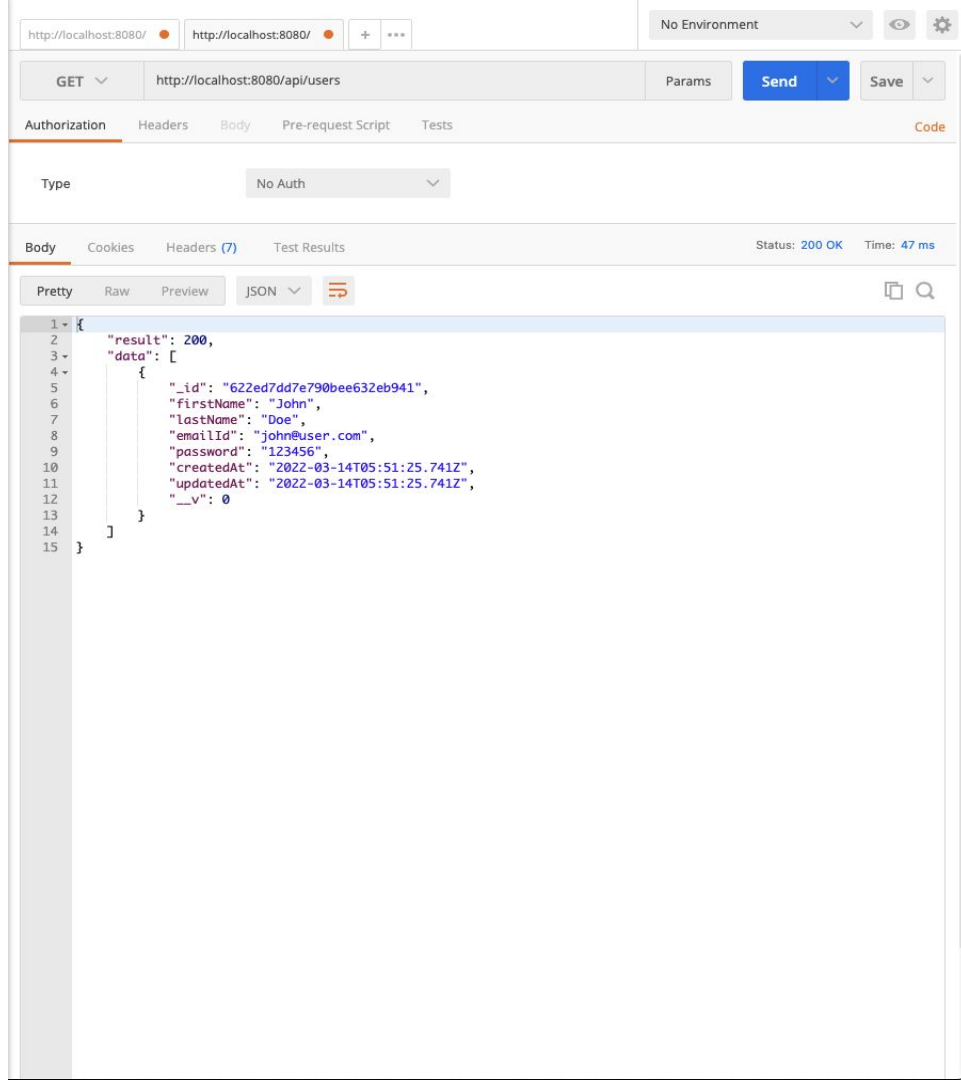 http://localhost:8080/ http://localhost:8080/ + ••• No Environment
GET http://localhost:8080/api/users Params Send Save
Authorization Headers Body Pre-request Script Tests Code
Type No Auth
Body Cookies Headers (7) Test Results Status: 200 OK Time: 47 ms
Pretty Raw Preview JSON
1 {
2 "result": 200,
3 "data": [
4 {
5 "_id": "622ed7dd7e790bee632eb941",
6 "firstName": "John",
7 "lastName": "Doe",
8 "emailId": "john@user.com",
9 "password": "123456",
10 "createdAt": "2022-03-14T05:51:25.741Z",
11 "updatedAt": "2022-03-14T05:51:25.741Z",
12 "__v": 0
13 }
14 ]
15 }